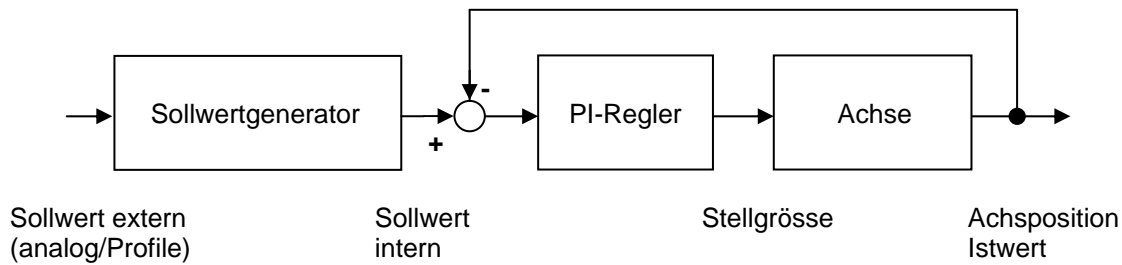 -
Sollwertgenerator
PI-Regler
Achse
+
Sollwert extern
(analog/Profile)
Sollwert
intern
Stellgrösse
Achsposition
Istwert